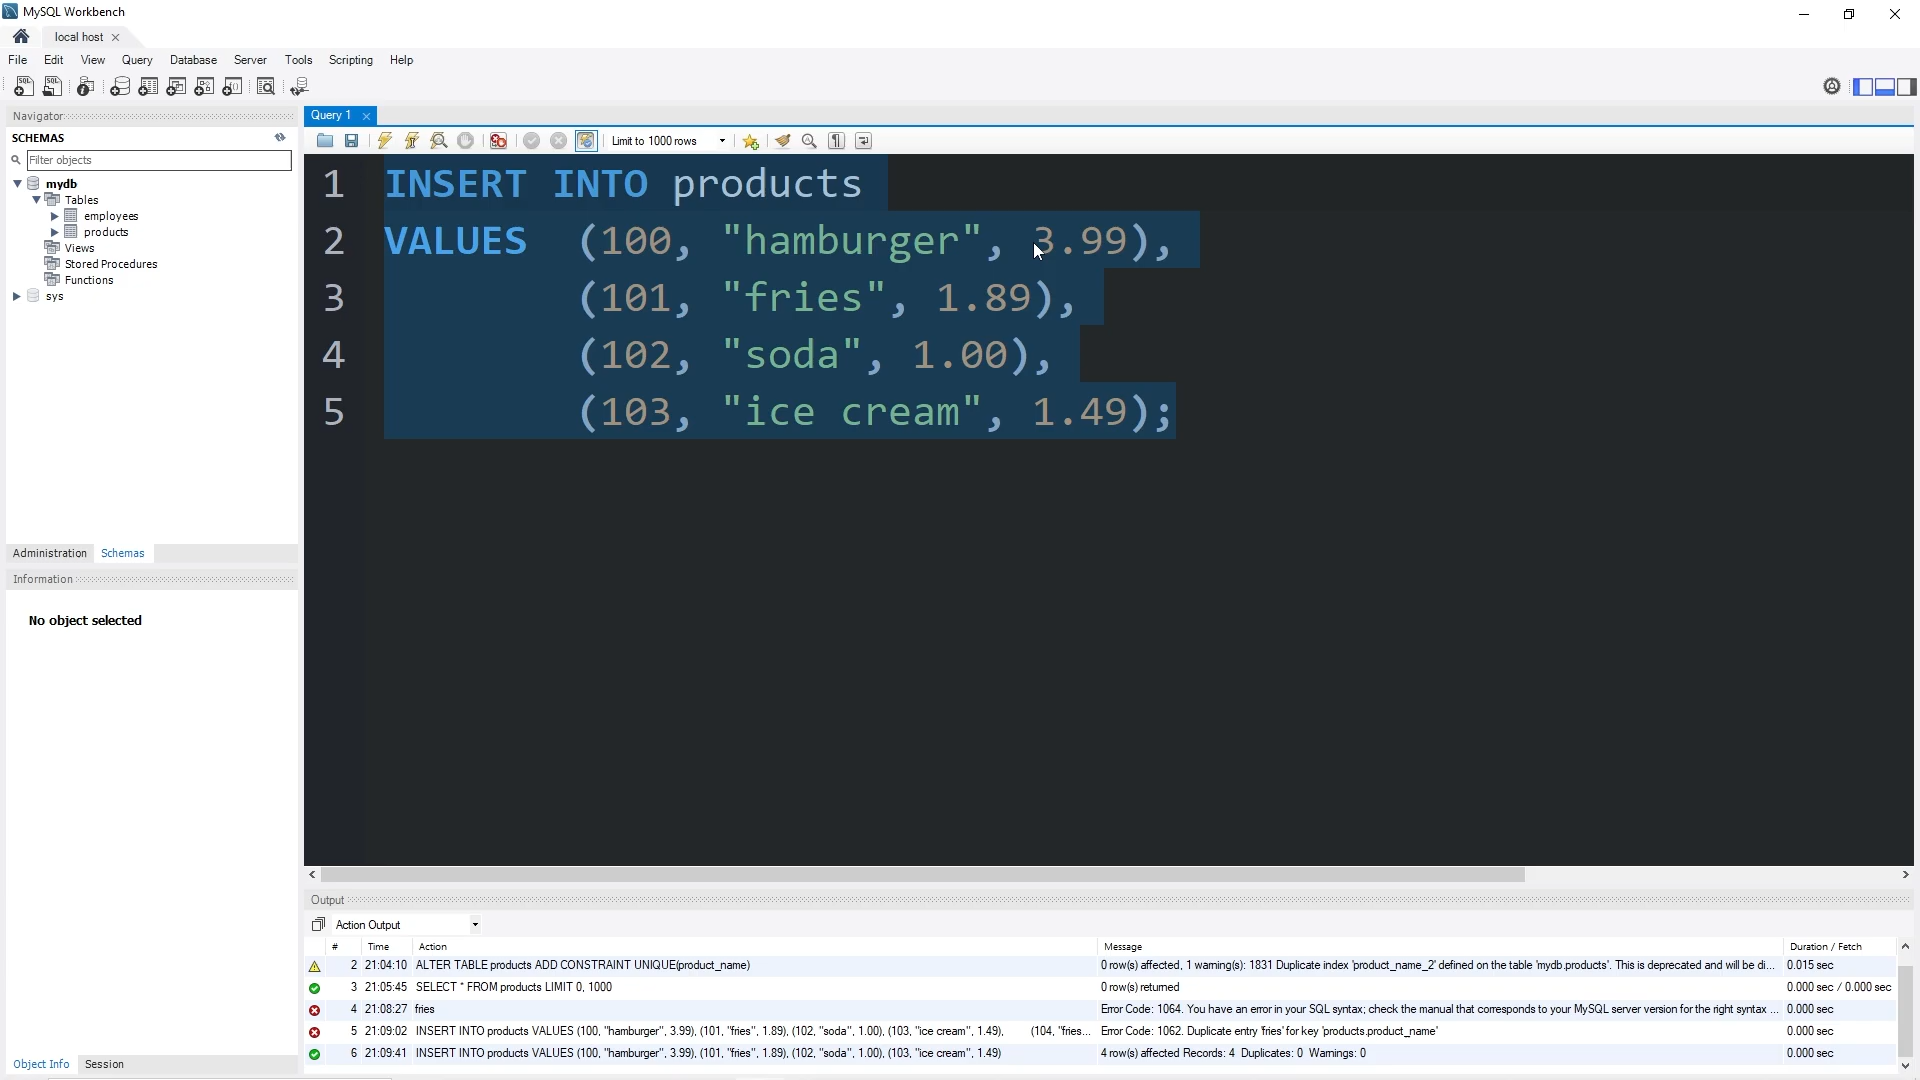 MySQL Workbench
local host
File Edit View Query Database Server Tools Scripting Help
Navigator
SCHEMAS
Filter objects
mydb
Tables
employees
products
Views
Stored Procedures
Functions
sys
Administration Schemas
Information
No object selected
Object Info Session
Query 1
Limit to 1000 rows
1 INSERT INTO products
2 VALUES (100, "hamburger", 3.99),
3 (101, "fries", 1.89),
4 (102, "soda", 1.00),
5 (103, "ice cream", 1.49);
Output
Action Output
# Time Action Message Duration / Fetch
2 21:04:10 ALTER TABLE products ADD CONSTRAINT UNIQUE(product_name) 0 row(s) affected, 1 warning(s): 1831 Duplicate index 'product_name_2' defined on the table 'mydb.products'. This is deprecated and will be di... 0.015 sec
3 21:05:45 SELECT * FROM products LIMIT 0, 1000 0 row(s) returned 0.000 sec / 0.000 sec
4 21:08:27 fries Error Code: 1064. You have an error in your SQL syntax; check the manual that corresponds to your MySQL server version for the right syntax ... 0.000 sec
5 21:09:02 INSERT INTO products VALUES (100, "hamburger", 3.99), (101, "fries", 1.89), (102, "soda", 1.00), (103, "ice cream", 1.49), (104, "fries... Error Code: 1062. Duplicate entry 'fries' for key 'products.product_name' 0.000 sec
6 21:09:41 INSERT INTO products VALUES (100, "hamburger", 3.99), (101, "fries", 1.89), (102, "soda", 1.00), (103, "ice cream", 1.49) 4 row(s) affected Records: 4 Duplicates: 0 Warnings: 0 0.000 sec